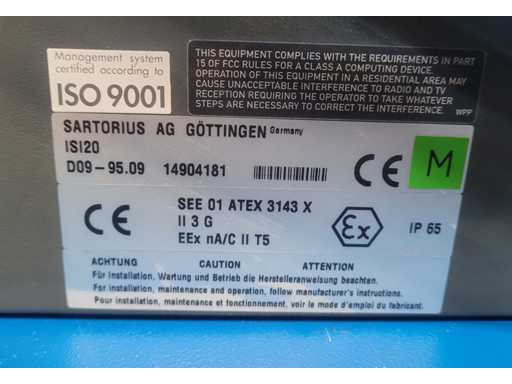 Management system
certified according to
ISO 9001
THIS EQUIPMENT COMPLIES WITH THE REQUIREMENTS IN PART
15 OF FCC RULES FOR A CLASS A COMPUTING DEVICE.
OPERATION OF THIS EQUIPMENT IN A RESIDENTIAL AREA MAY
CAUSE UNACCEPTABLE INTERFERENCE TO RADIO AND TV
RECEPTION REQUIRING THE OPERATOR TO TAKE WHATEVER
STEPS ARE NECESSARY TO CORRECT THE INTERFERENCE.
WPP
SARTORIUS AG GÖTTINGEN Germany
ISI20
D09-95.09 14904181 CE M
CE
SEE 01 ATEX 3143 X
II 3 G
EEx nA/C II T5
Ex
IP 65
ACHTUNG CAUTION ATTENTION
Für Installation, Wartung und Betrieb die Herstelleranweisung beachten.
For installation, maintenance and operation, follow manufacturer's instructions.
Pour installation, maintenance et fonctionnement, voir le mode d'emploi du fabricant.